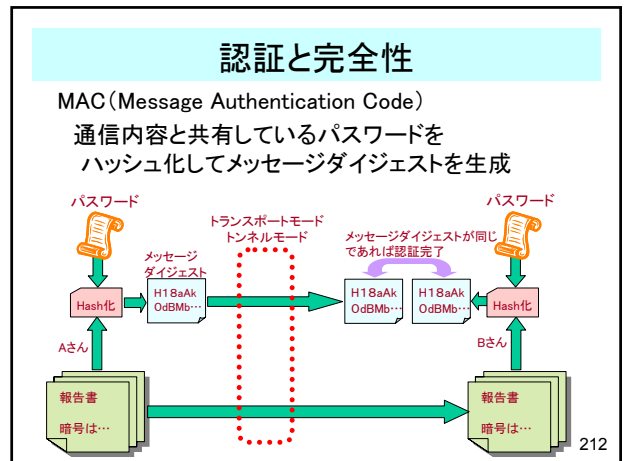 認証と完全性
MAC(Message Authentication Code)
通信内容と共有しているパスワードを
ハッシュ化してメッセージダイジェストを生成
パスワード
パスワード
トランスポートモード
トンネルモード
メッセージダイジェストが同じ
であれば認証完了
メッセージ
ダイジェスト
Hash化
H18aAk
OdBMb…
H18aAk
OdBMb…
H18aAk
OdBMb…
Hash化
Aさん
Bさん
報告書
暗号は…
報告書
暗号は…
212